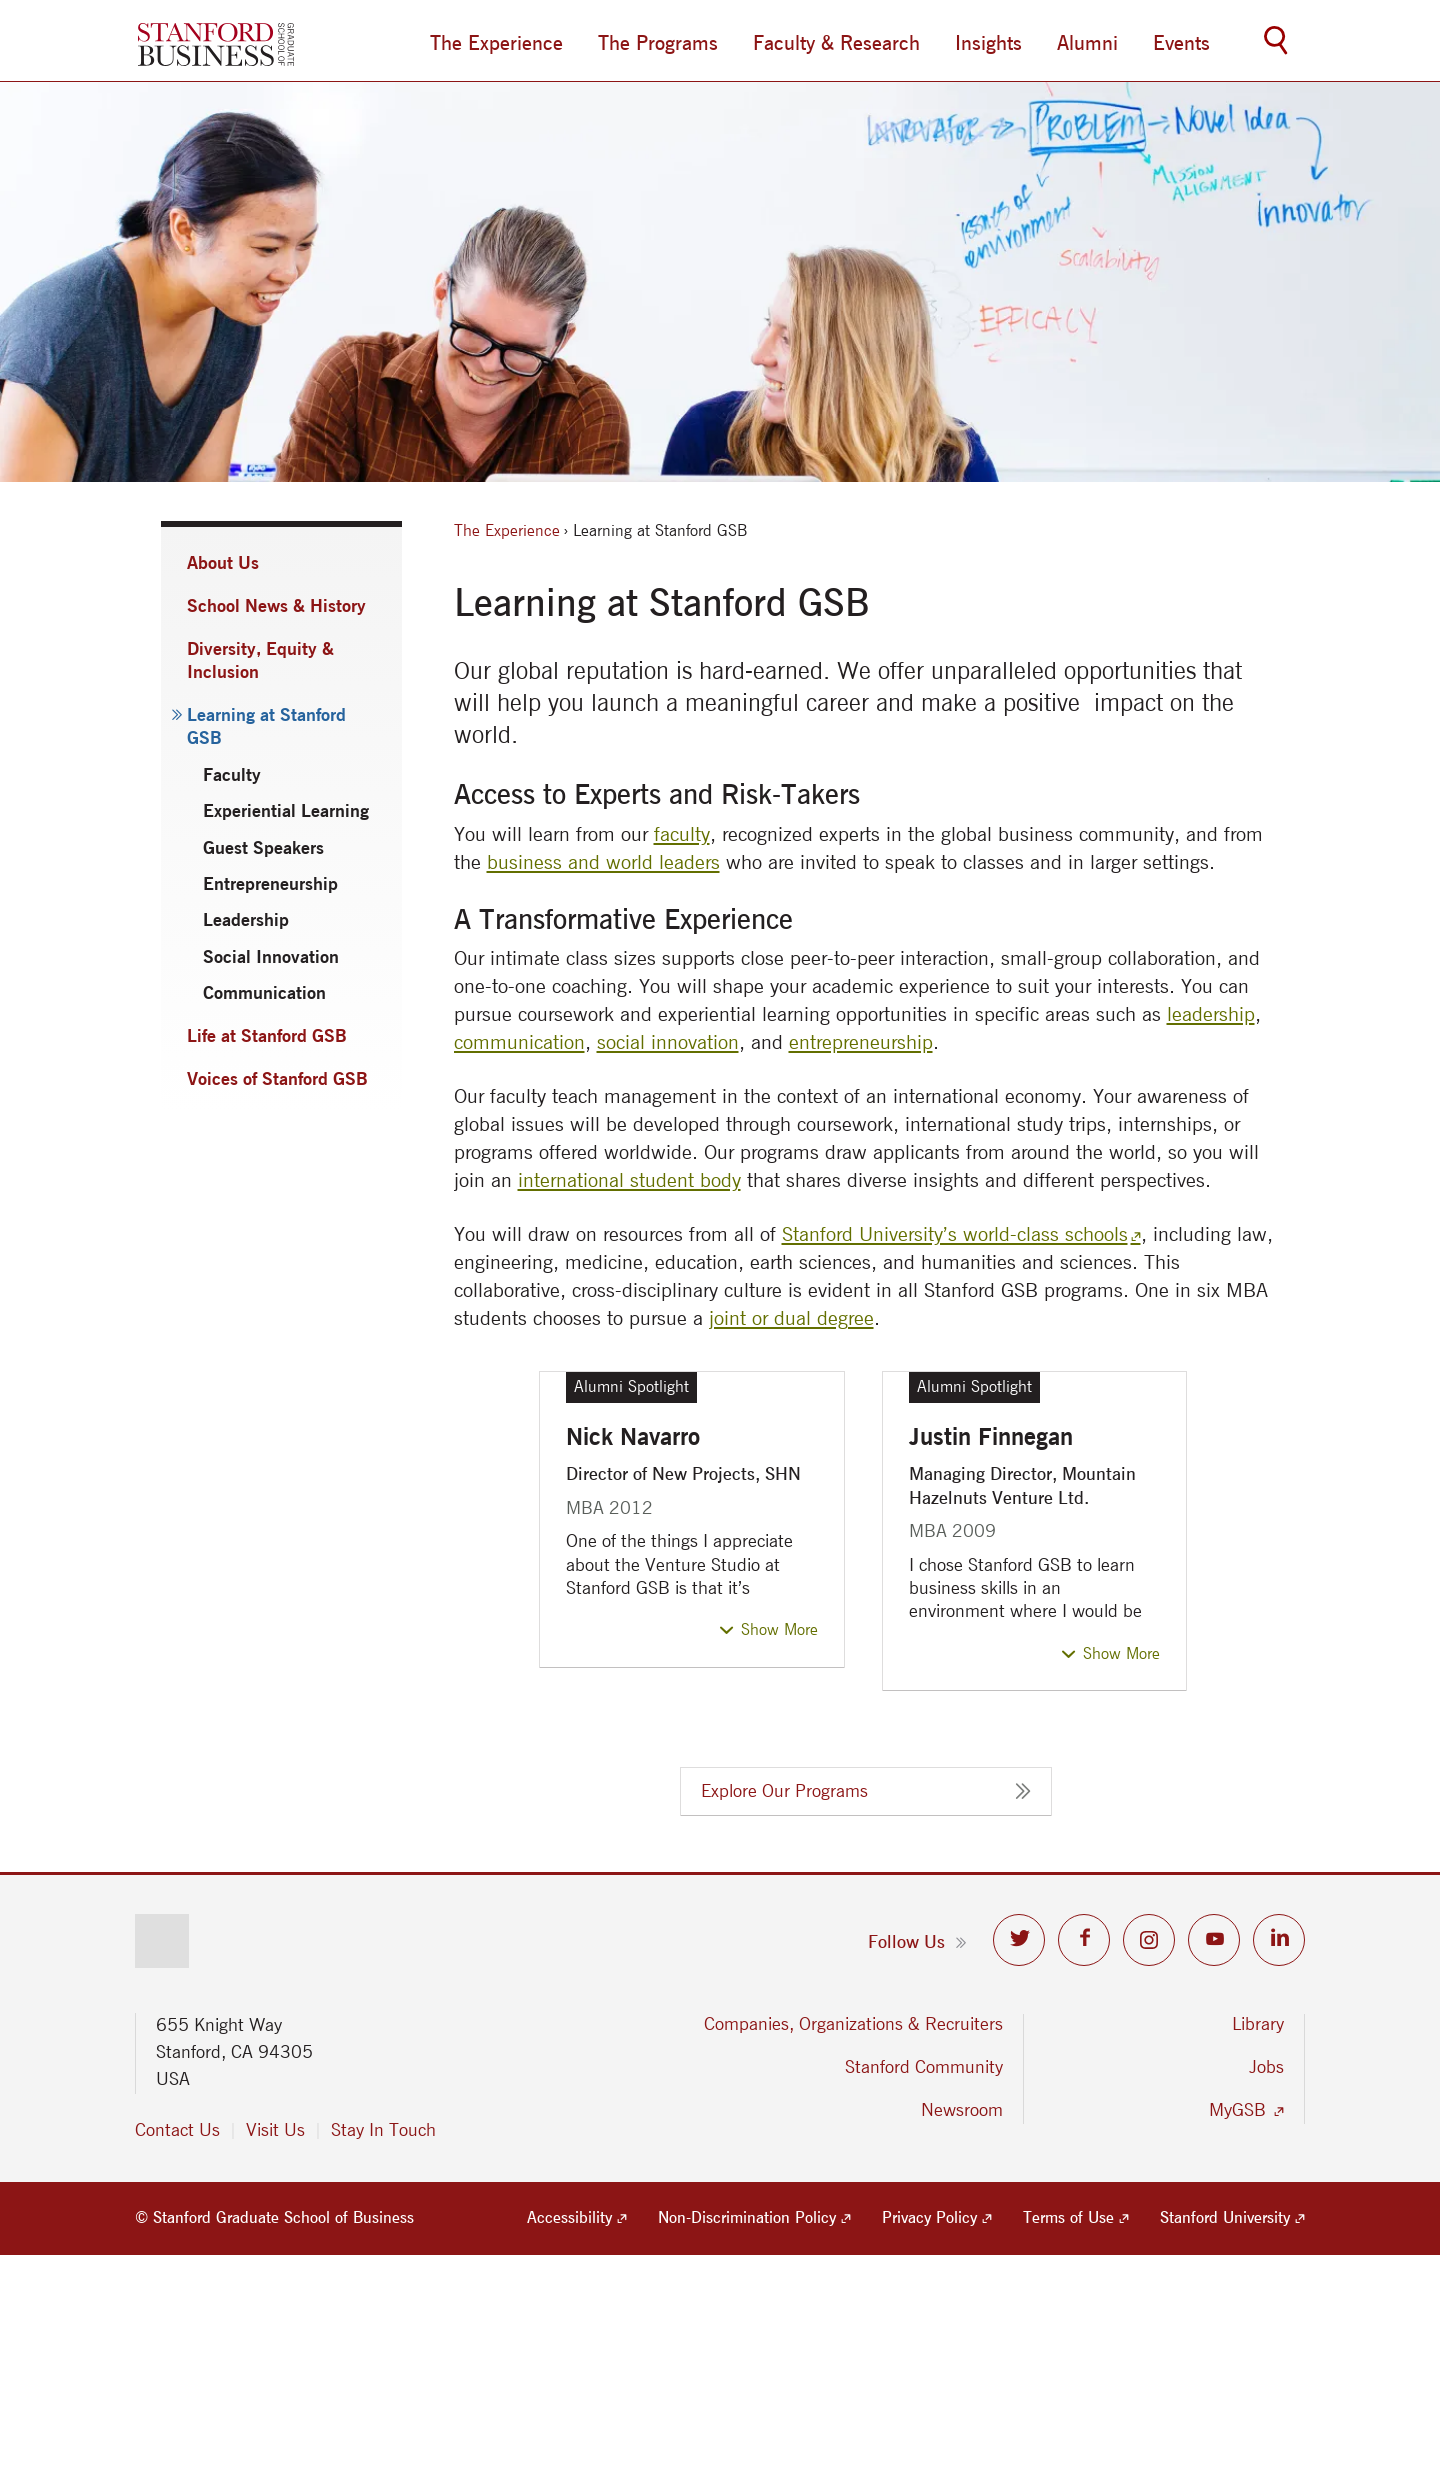 STANFORD
BUSINESS
GRADUATE
SCHOOL OF
The Experience The Programs Faculty & Research Insights Alumni Events
PROBLEM → Novel Idea
MISSION
ALIGNMENT
innovator
issues of
environment
scalability
EFFICACY
About Us
School News & History
Diversity, Equity &
Inclusion
Learning at Stanford
GSB
Faculty
Experiential Learning
Guest Speakers
Entrepreneurship
Leadership
Social Innovation
Communication
Life at Stanford GSB
Voices of Stanford GSB
The Experience › Learning at Stanford GSB
Learning at Stanford GSB
Our global reputation is hard-earned. We offer unparalleled opportunities that
will help you launch a meaningful career and make a positive  impact on the
world.
Access to Experts and Risk-Takers
You will learn from our faculty, recognized experts in the global business community, and from
the business and world leaders who are invited to speak to classes and in larger settings.
A Transformative Experience
Our intimate class sizes supports close peer-to-peer interaction, small-group collaboration, and
one-to-one coaching. You will shape your academic experience to suit your interests. You can
pursue coursework and experiential learning opportunities in specific areas such as leadership,
communication, social innovation, and entrepreneurship.
Our faculty teach management in the context of an international economy. Your awareness of
global issues will be developed through coursework, international study trips, internships, or
programs offered worldwide. Our programs draw applicants from around the world, so you will
join an international student body that shares diverse insights and different perspectives.
You will draw on resources from all of Stanford University’s world-class schools, including law,
engineering, medicine, education, earth sciences, and humanities and sciences. This
collaborative, cross-disciplinary culture is evident in all Stanford GSB programs. One in six MBA
students chooses to pursue a joint or dual degree.
Alumni Spotlight
Nick Navarro
Director of New Projects, SHN
MBA 2012
One of the things I appreciate
about the Venture Studio at
Stanford GSB is that it’s
Show More
Alumni Spotlight
Justin Finnegan
Managing Director, Mountain
Hazelnuts Venture Ltd.
MBA 2009
I chose Stanford GSB to learn
business skills in an
environment where I would be
Show More
Explore Our Programs
Follow Us
655 Knight Way
Stanford, CA 94305
USA
Contact Us | Visit Us | Stay In Touch
Companies, Organizations & Recruiters
Stanford Community
Newsroom
Library
Jobs
MyGSB
© Stanford Graduate School of Business Accessibility Non-Discrimination Policy Privacy Policy Terms of Use Stanford University